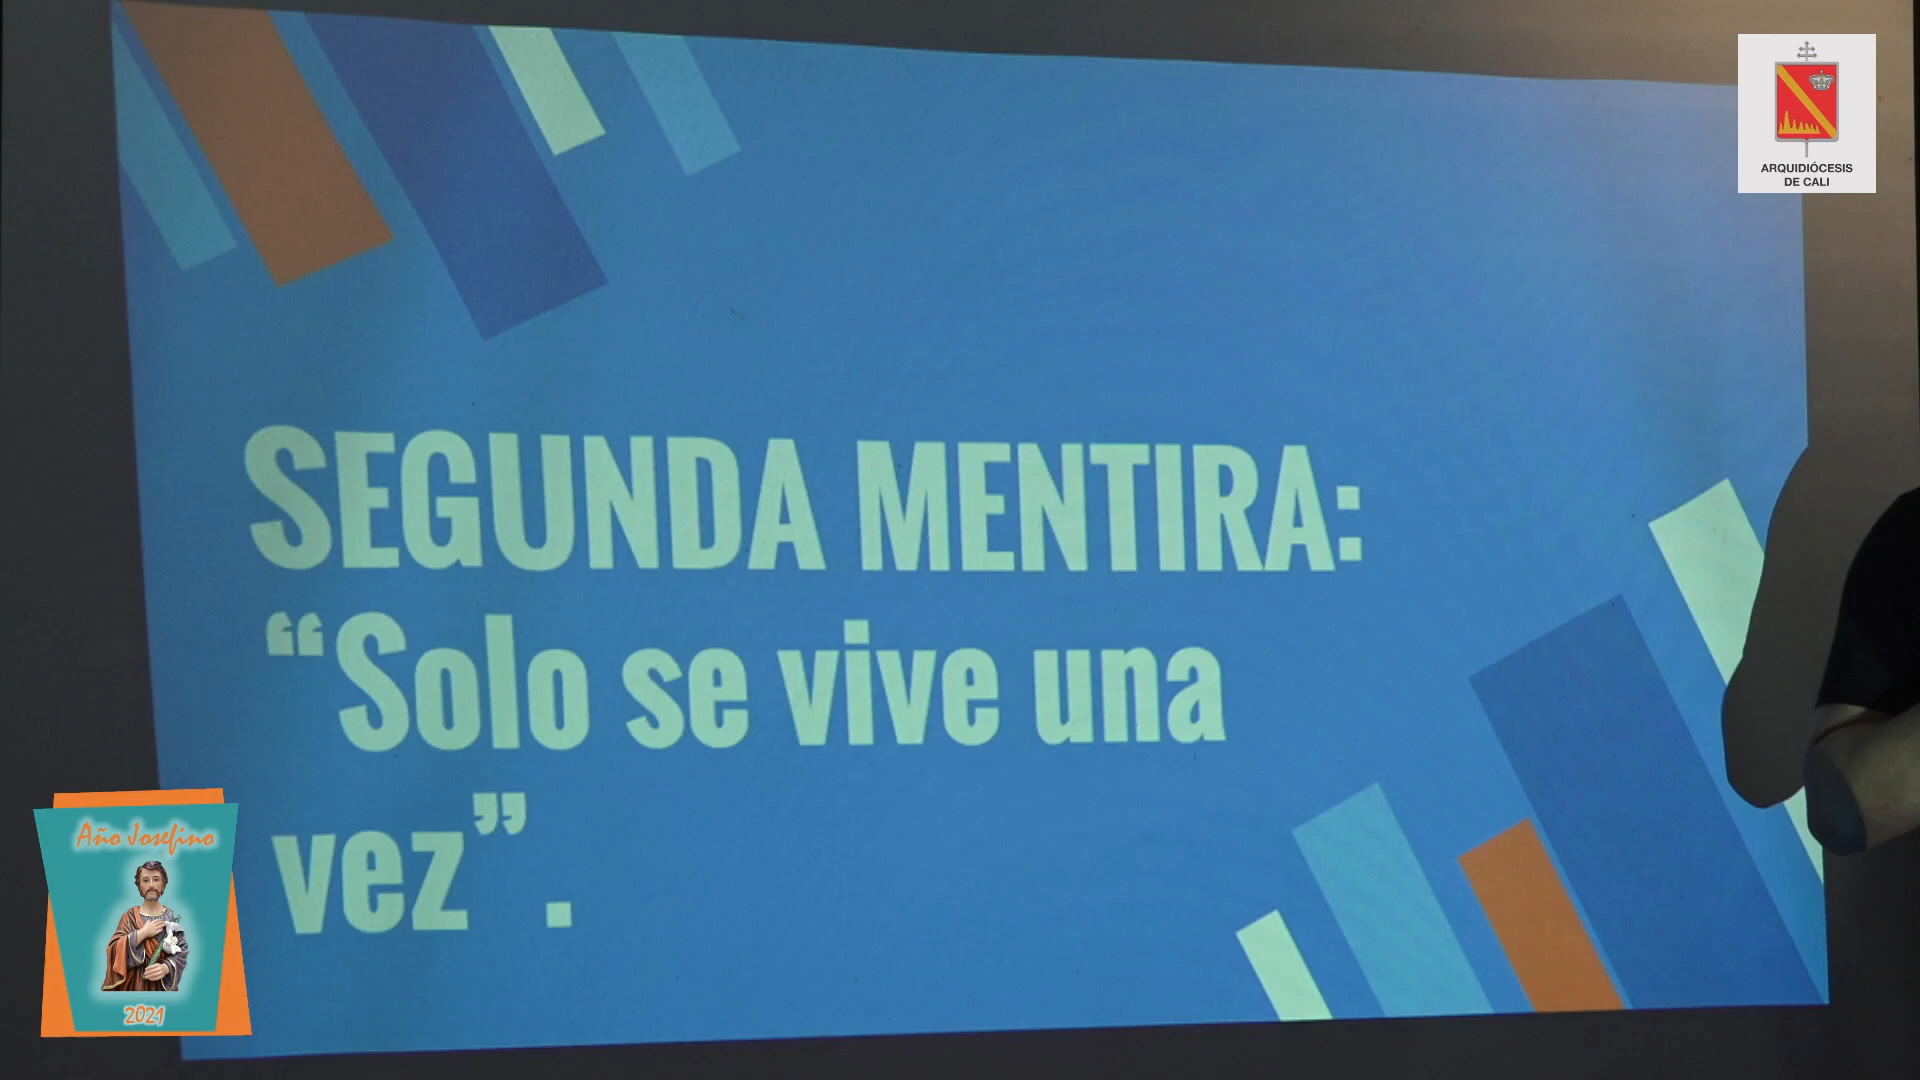 ARQUIDIÓCESIS
DE CALI
SEGUNDA MENTIRA:
“Solo se vive una
vez”.
Año Josefino
2021